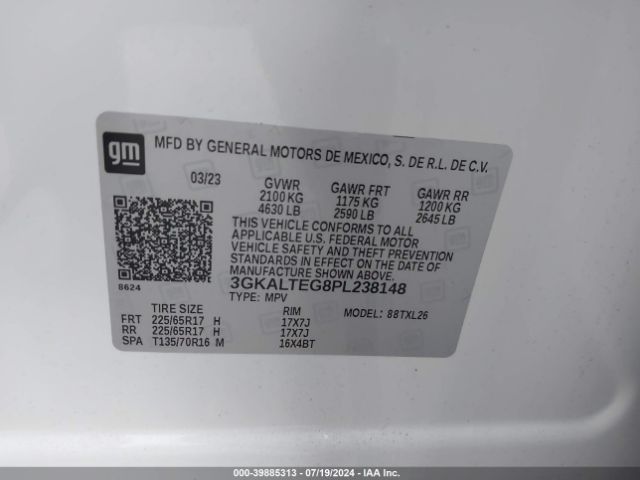 gm
MFD BY GENERAL MOTORS DE MEXICO, S. DE R.L. DE C.V.
03/23 GVWR GAWR FRT GAWR RR
2100 KG 1175 KG 1200 KG
4630 LB 2590 LB 2645 LB
THIS VEHICLE CONFORMS TO ALL
APPLICABLE U.S. FEDERAL MOTOR
VEHICLE SAFETY AND THEFT PREVENTION
STANDARDS IN EFFECT ON THE DATE OF
MANUFACTURE SHOWN ABOVE.
8624 3GKALTEG8PL238148
TYPE: MPV
TIRE SIZE RIM MODEL: 88TXL26
FRT 225/65R17 H 17X7J
RR 225/65R17 H 17X7J
SPA T135/70R16 M 16X4BT
000-39885313 - 07/19/2024 - IAA Inc.